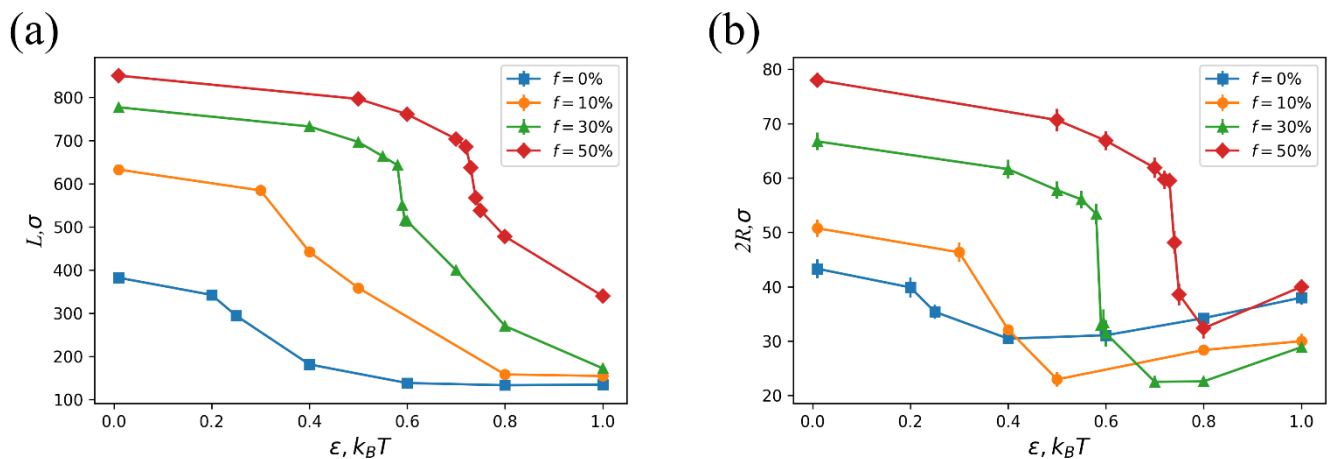 (a)
800
700
600
500
400
300
200
100
L,σ
0.0 0.2 0.4 0.6 0.8 1.0
ε, k_BT
f = 0%
f = 10%
f = 30%
f = 50%
(b)
80
70
60
50
40
30
20
2R,σ
0.0 0.2 0.4 0.6 0.8 1.0
ε, k_BT
f = 0%
f = 10%
f = 30%
f = 50%